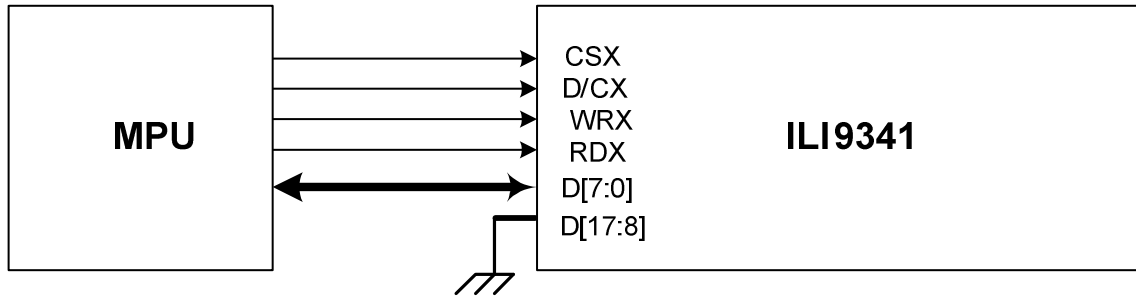 MPU
CSX
D/CX
WRX
RDX
D[7:0]
D[17:8]
ILI9341